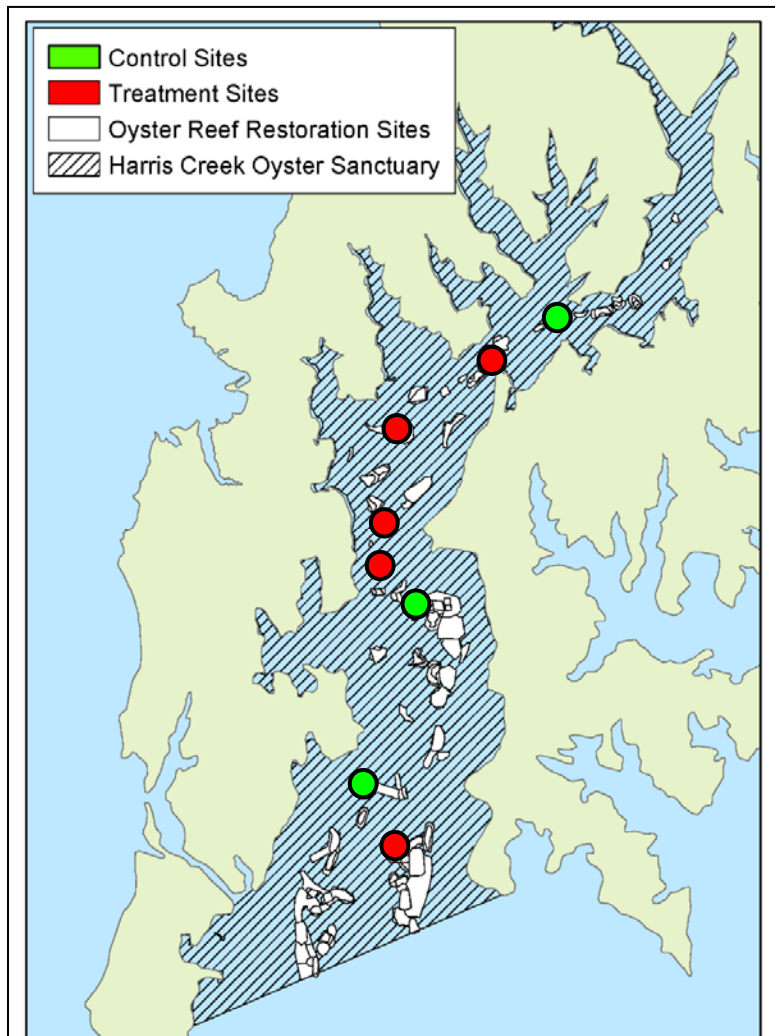 Control Sites
Treatment Sites
Oyster Reef Restoration Sites
Harris Creek Oyster Sanctuary